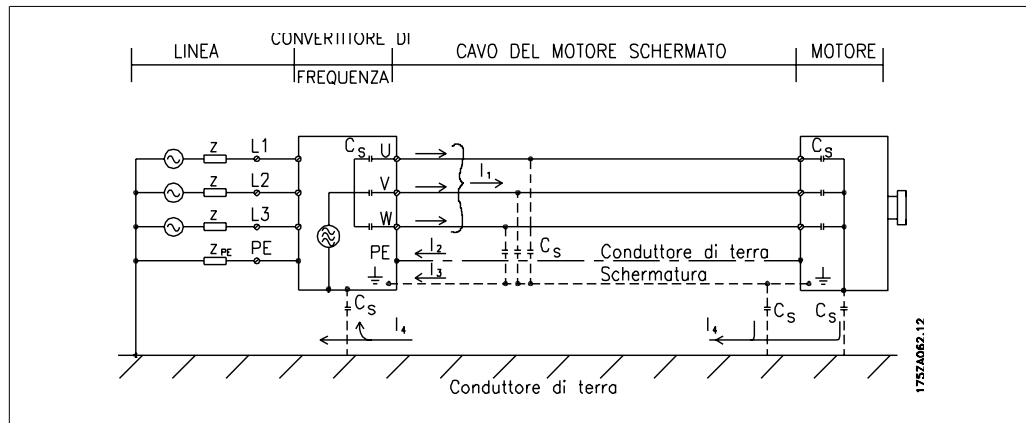 LINEA
CONVERTITORE DI
FREQUENZA
CAVO DEL MOTORE SCHERMATO
MOTORE
Z L1
Z L2
Z L3
Z PE PE
CS U
V
W
PE
I1
I2
I3
CS
Conduttore di terra
Schermatura
CS
CS
I4
I4
CS
CS
Conduttore di terra
175ZA062.12